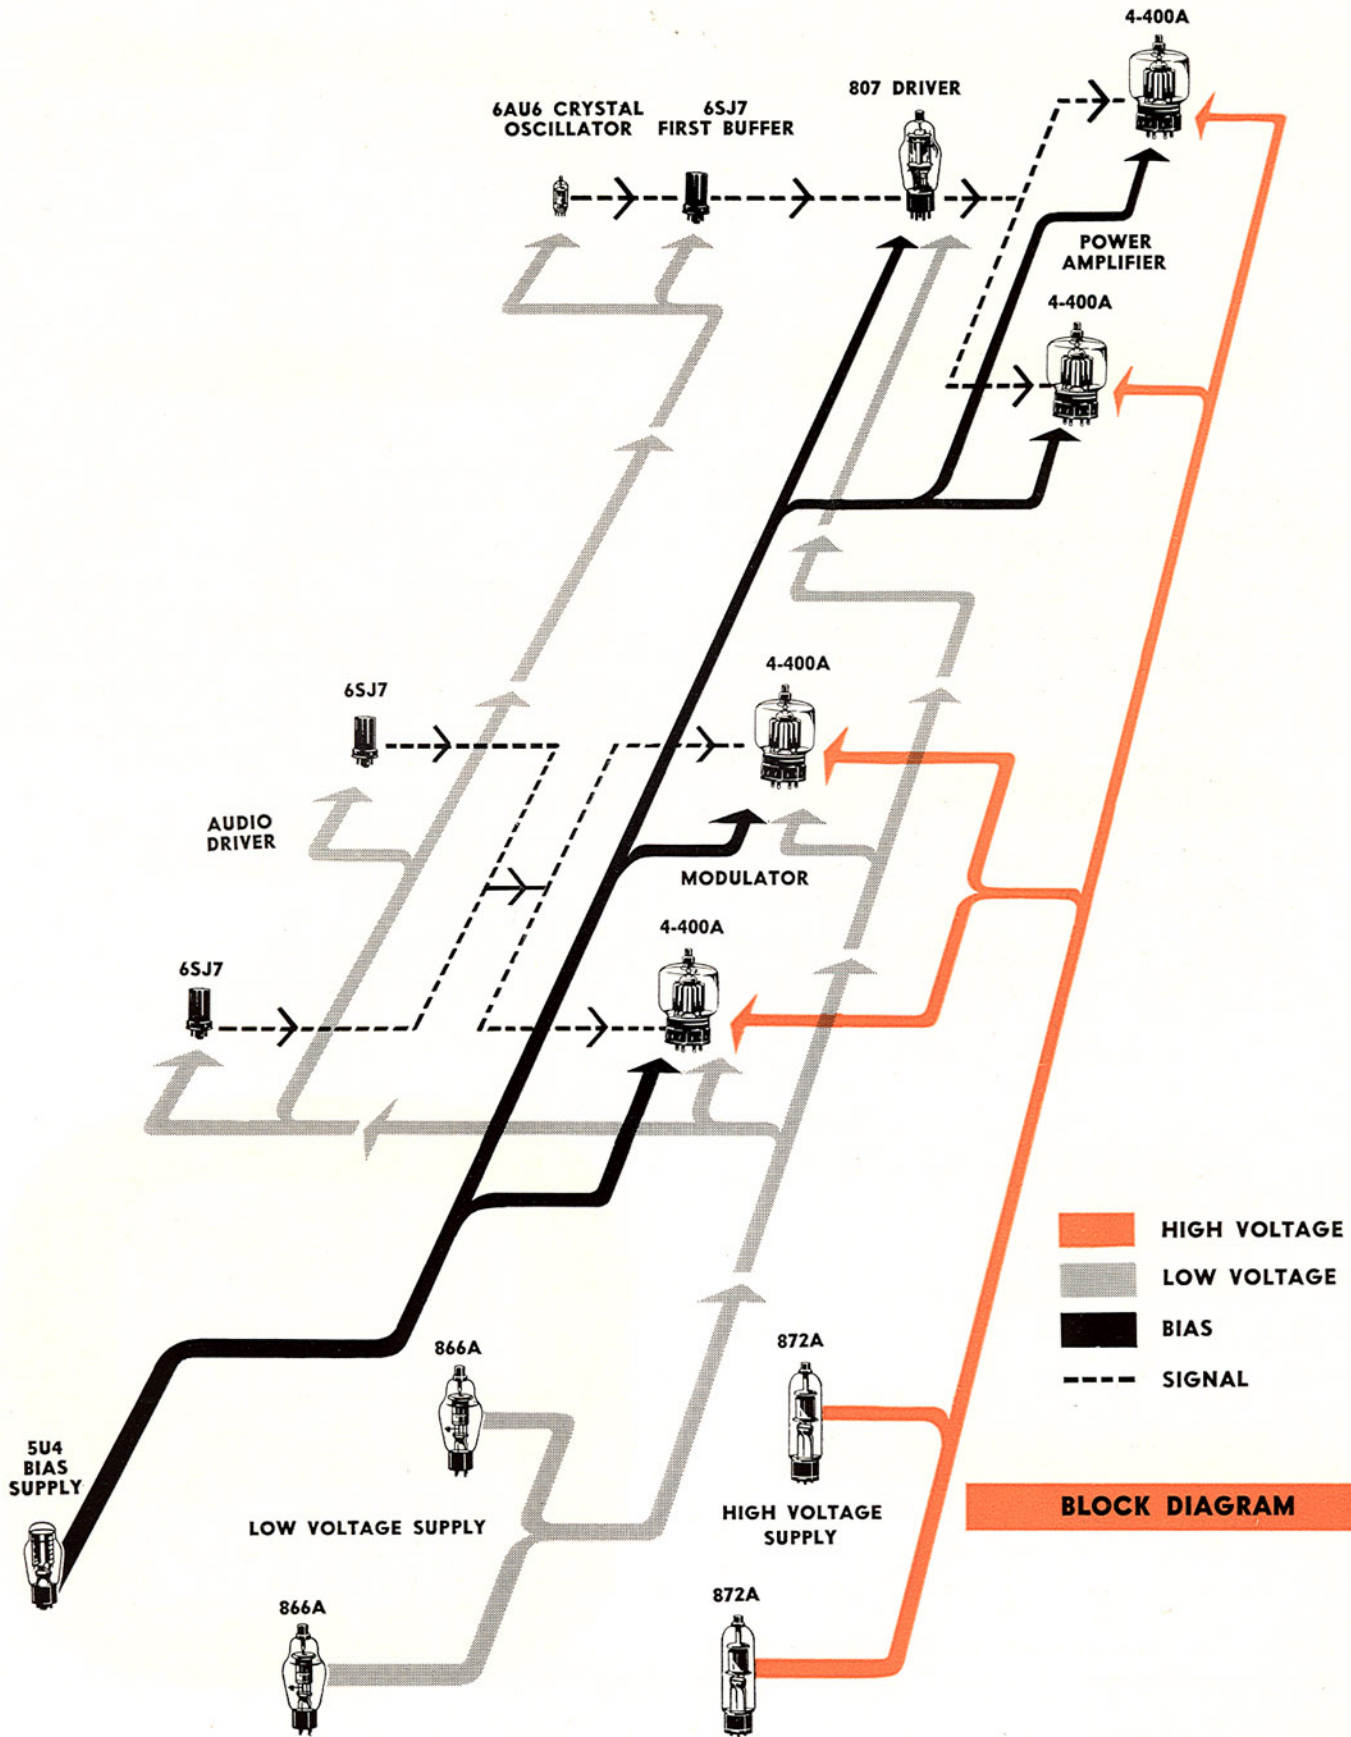 4-400A
807 DRIVER
6AU6 CRYSTAL
OSCILLATOR
6SJ7
FIRST BUFFER
POWER
AMPLIFIER
4-400A
4-400A
6SJ7
AUDIO
DRIVER
MODULATOR
4-400A
6SJ7
HIGH VOLTAGE
LOW VOLTAGE
BIAS
SIGNAL
866A
872A
5U4
BIAS
SUPPLY
LOW VOLTAGE SUPPLY
HIGH VOLTAGE
SUPPLY
BLOCK DIAGRAM
866A
872A